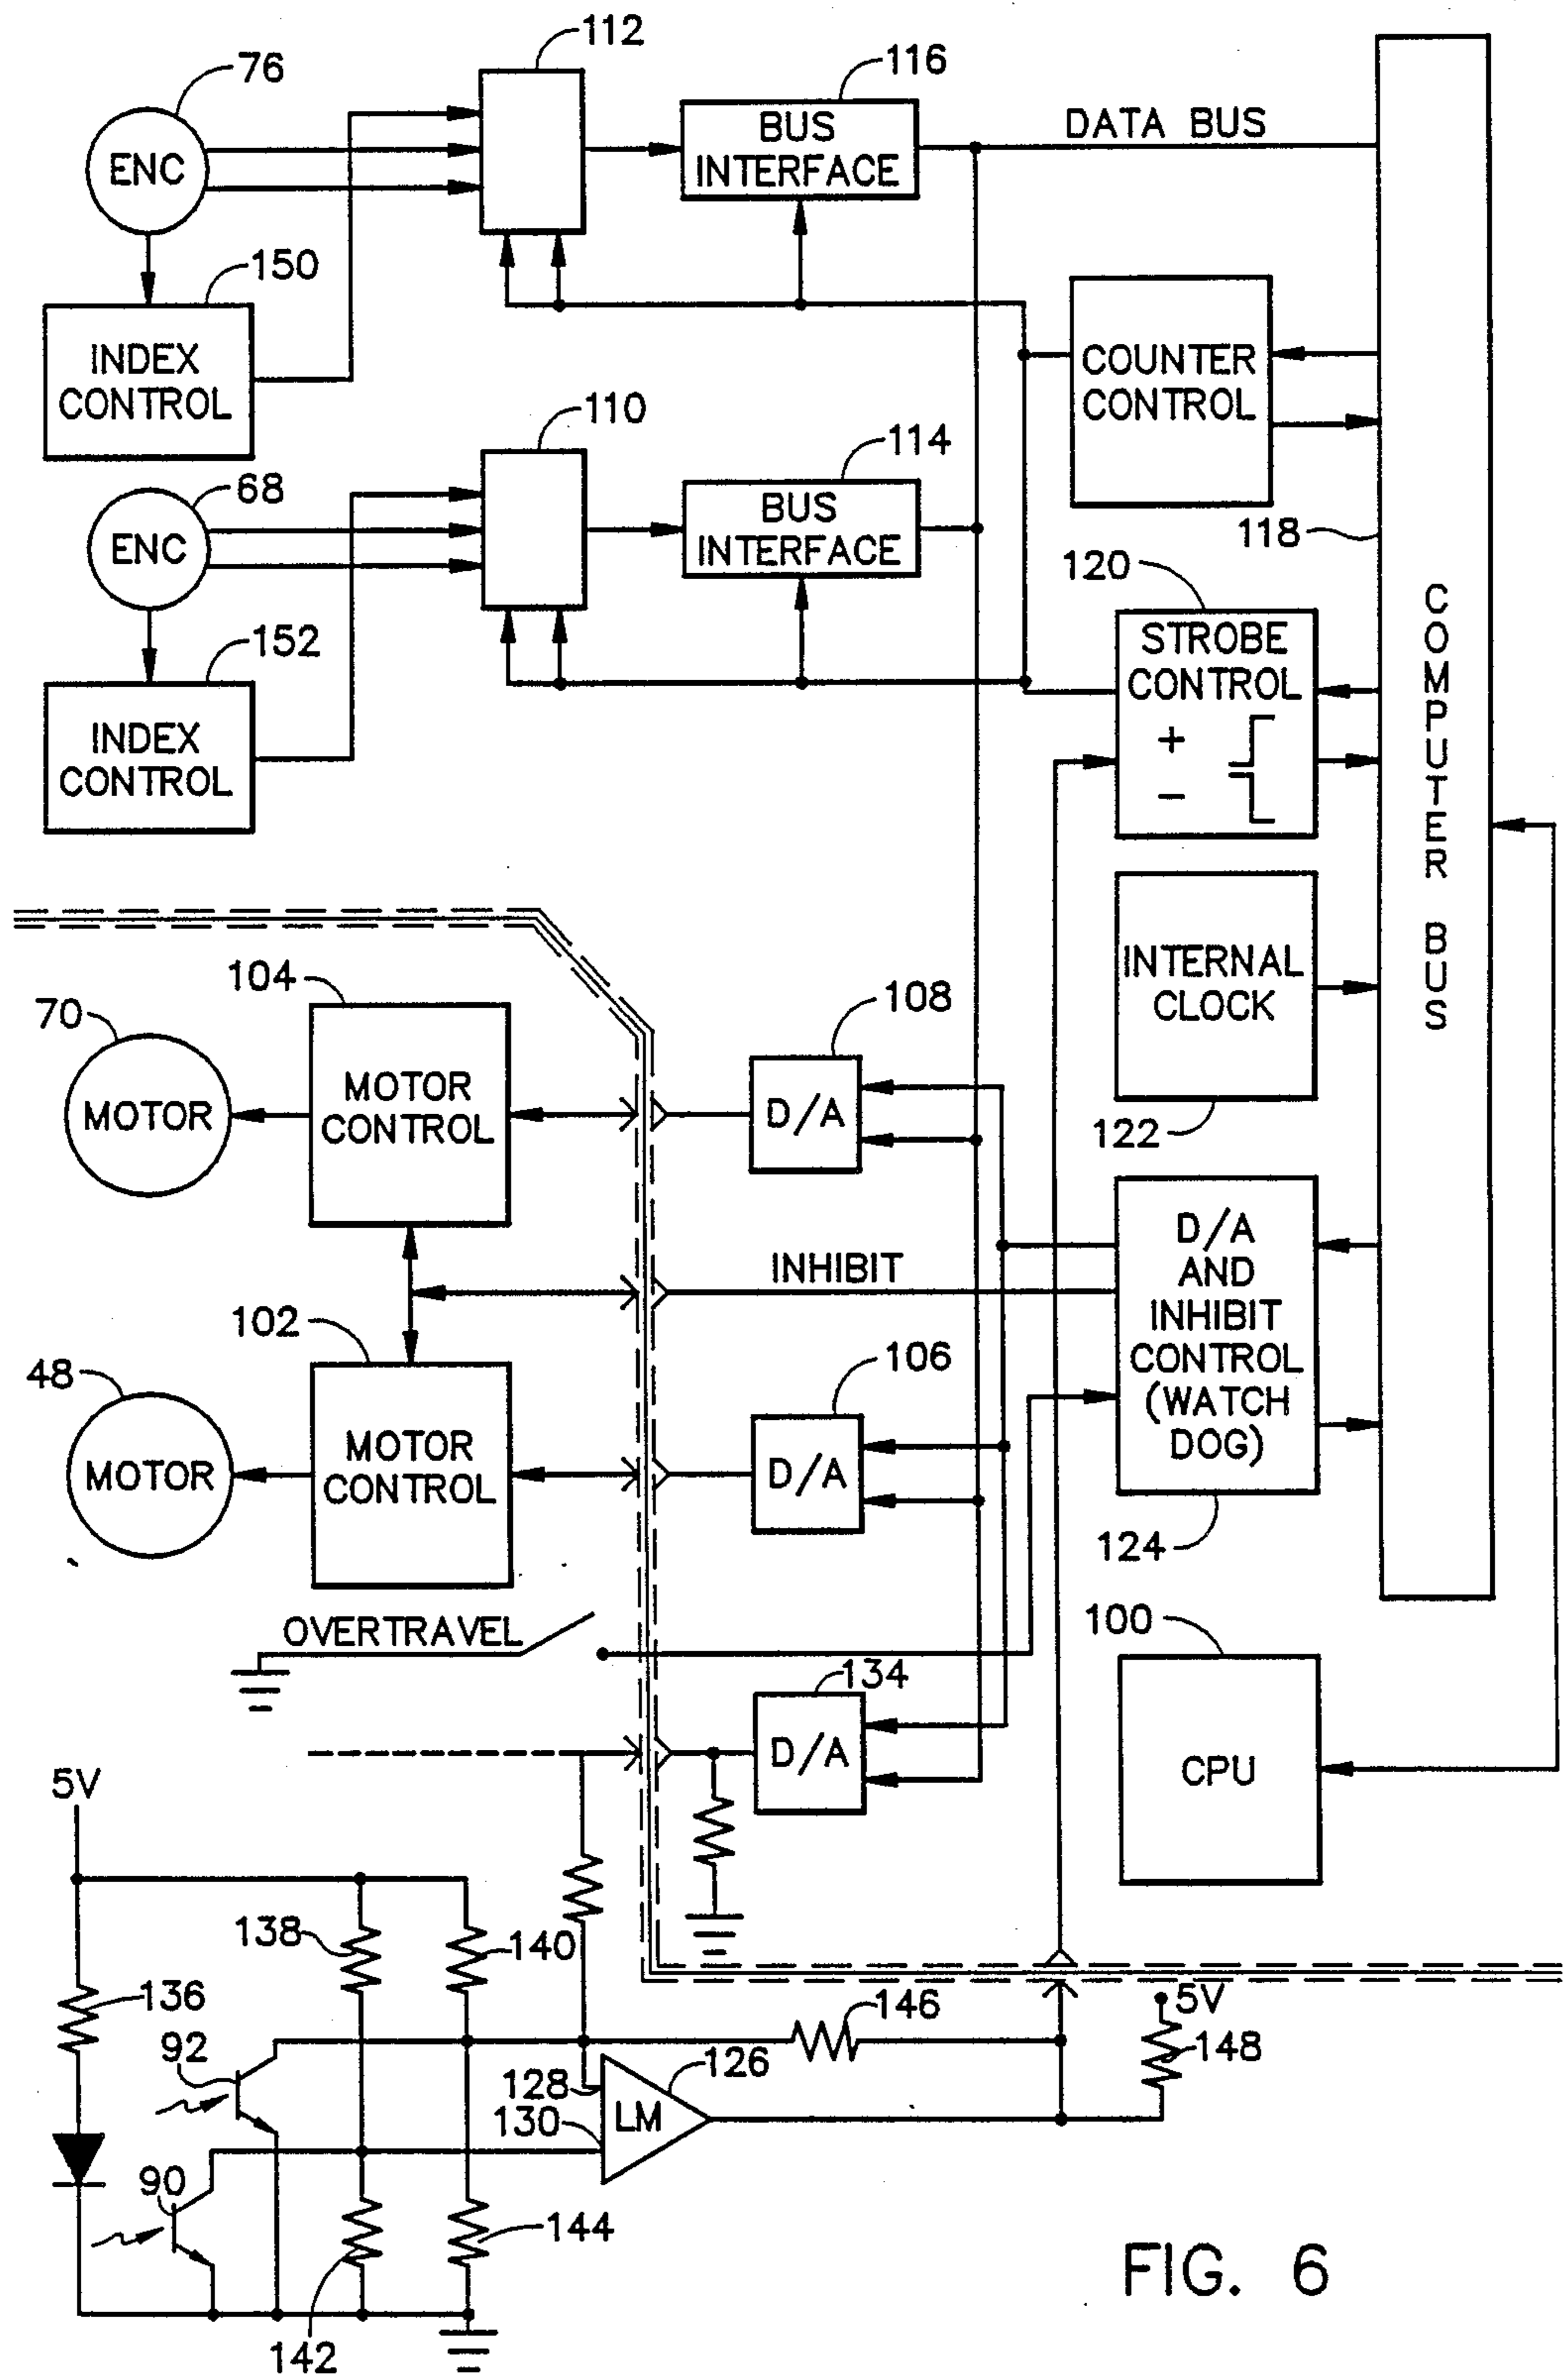 112
76
116
ENC
BUS
INTERFACE
DATA BUS
150
INDEX
CONTROL
COUNTER
CONTROL
110
114
68
ENC
BUS
INTERFACE
118
120
COMPUTER BUS
152
STROBE
CONTROL
+
−
INDEX
CONTROL
INTERNAL
CLOCK
104
108
70
MOTOR
MOTOR
CONTROL
D/A
122
D/A
AND
INHIBIT
CONTROL
(WATCH
DOG)
INHIBIT
102
106
48
MOTOR
MOTOR
CONTROL
D/A
124
OVERTRAVEL
100
134
D/A
CPU
5V
138
140
136
146
5V
148
92
126
128
LM
130
90
144
142
FIG. 6